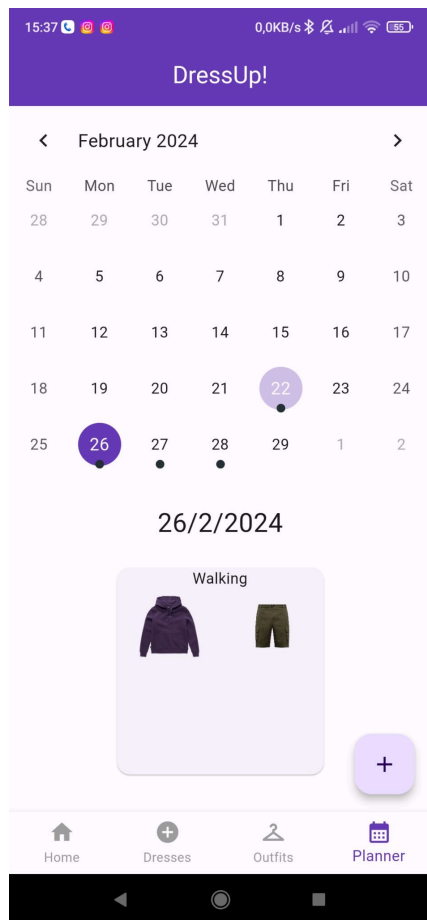 15:37 0,0KB/s 55
DressUp!
February 2024
Sun Mon Tue Wed Thu Fri Sat
28 29 30 31 1 2 3
4 5 6 7 8 9 10
11 12 13 14 15 16 17
18 19 20 21 22 23 24
25 26 27 28 29 1 2
26/2/2024
Walking
+
Home Dresses Outfits Planner